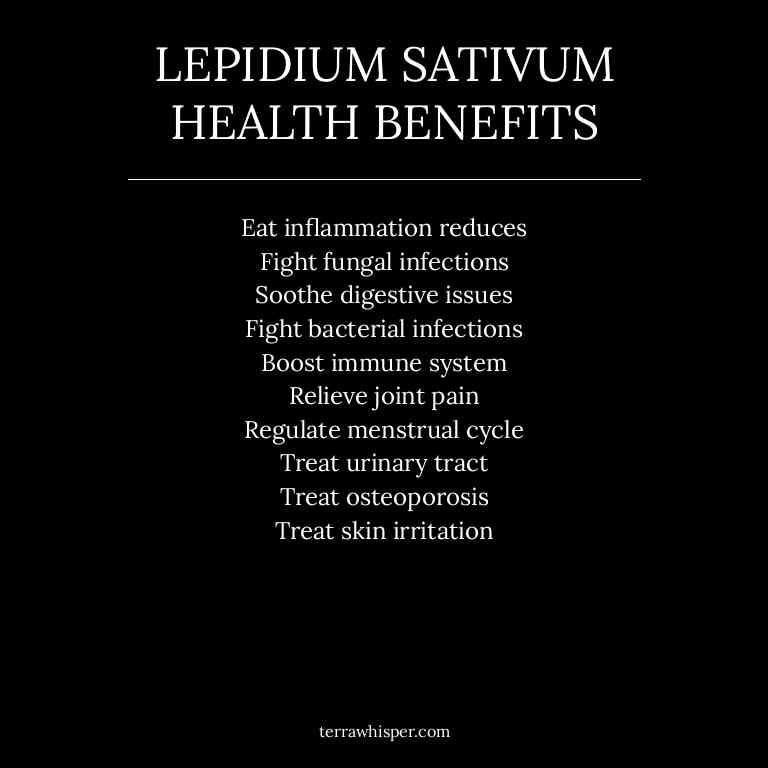 LEPIDIUM SATIVUM
HEALTH BENEFITS
Eat inflammation reduces
Fight fungal infections
Soothe digestive issues
Fight bacterial infections
Boost immune system
Relieve joint pain
Regulate menstrual cycle
Treat urinary tract
Treat osteoporosis
Treat skin irritation
terrawhisper.com